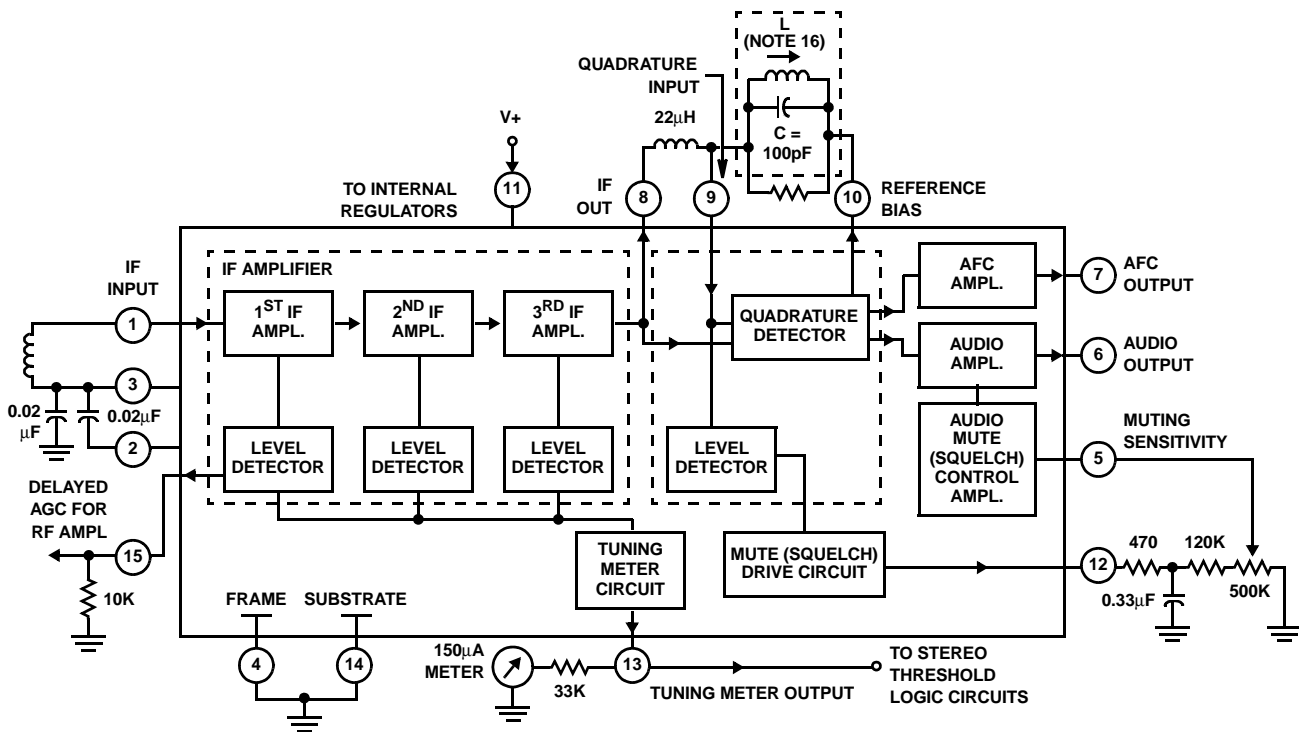 L
(NOTE 16)
QUADRATURE
INPUT
22µH
C =
100pF
V+
TO INTERNAL
REGULATORS
11
IF
OUT
8
9
10
REFERENCE
BIAS
IF
INPUT
1
IF AMPLIFIER
1ST IF
AMPL.
2ND IF
AMPL.
3RD IF
AMPL.
QUADRATURE
DETECTOR
AFC
AMPL.
7
AFC
OUTPUT
AUDIO
AMPL.
6
AUDIO
OUTPUT
3
0.02
µF
0.02µF
2
LEVEL
DETECTOR
LEVEL
DETECTOR
LEVEL
DETECTOR
LEVEL
DETECTOR
AUDIO
MUTE
(SQUELCH)
CONTROL
AMPL.
5
MUTING
SENSITIVITY
DELAYED
AGC FOR
RF AMPL
15
10K
TUNING
METER
CIRCUIT
MUTE (SQUELCH)
DRIVE CIRCUIT
12
470
120K
0.33µF
500K
FRAME
SUBSTRATE
4
14
150µA
METER
33K
13
TUNING METER OUTPUT
TO STEREO
THRESHOLD
LOGIC CIRCUITS